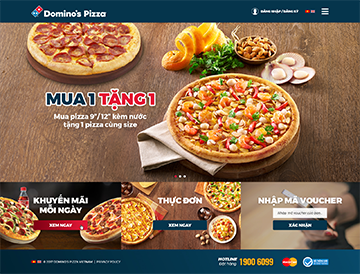 Domino's Pizza
ĐĂNG NHẬP / ĐĂNG KÝ
MUA 1 TẶNG 1
Mua pizza 9"/12" kèm nước
tặng 1 pizza cùng size
KHUYẾN MÃI
MỖI NGÀY
XEM NGAY
THỰC ĐƠN
XEM NGAY
NHẬP MÃ VOUCHER
XÁC NHẬN
© 2017 DOMINO'S PIZZA VIETNAM | PRIVACY POLICY
HOTLINE
Đặt hàng
1900 6099